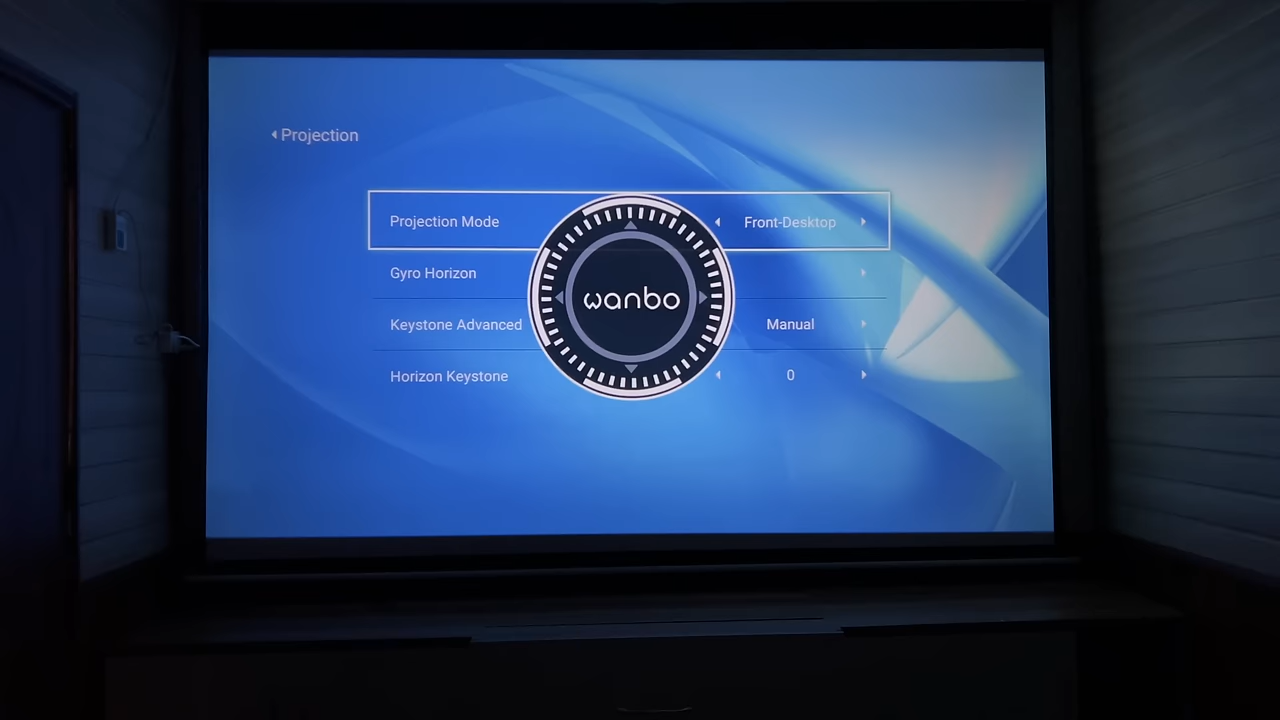 Projection
Projection Mode Front-Desktop
Gyro Horizon
wanbo
Keystone Advanced Manual
Horizon Keystone 0